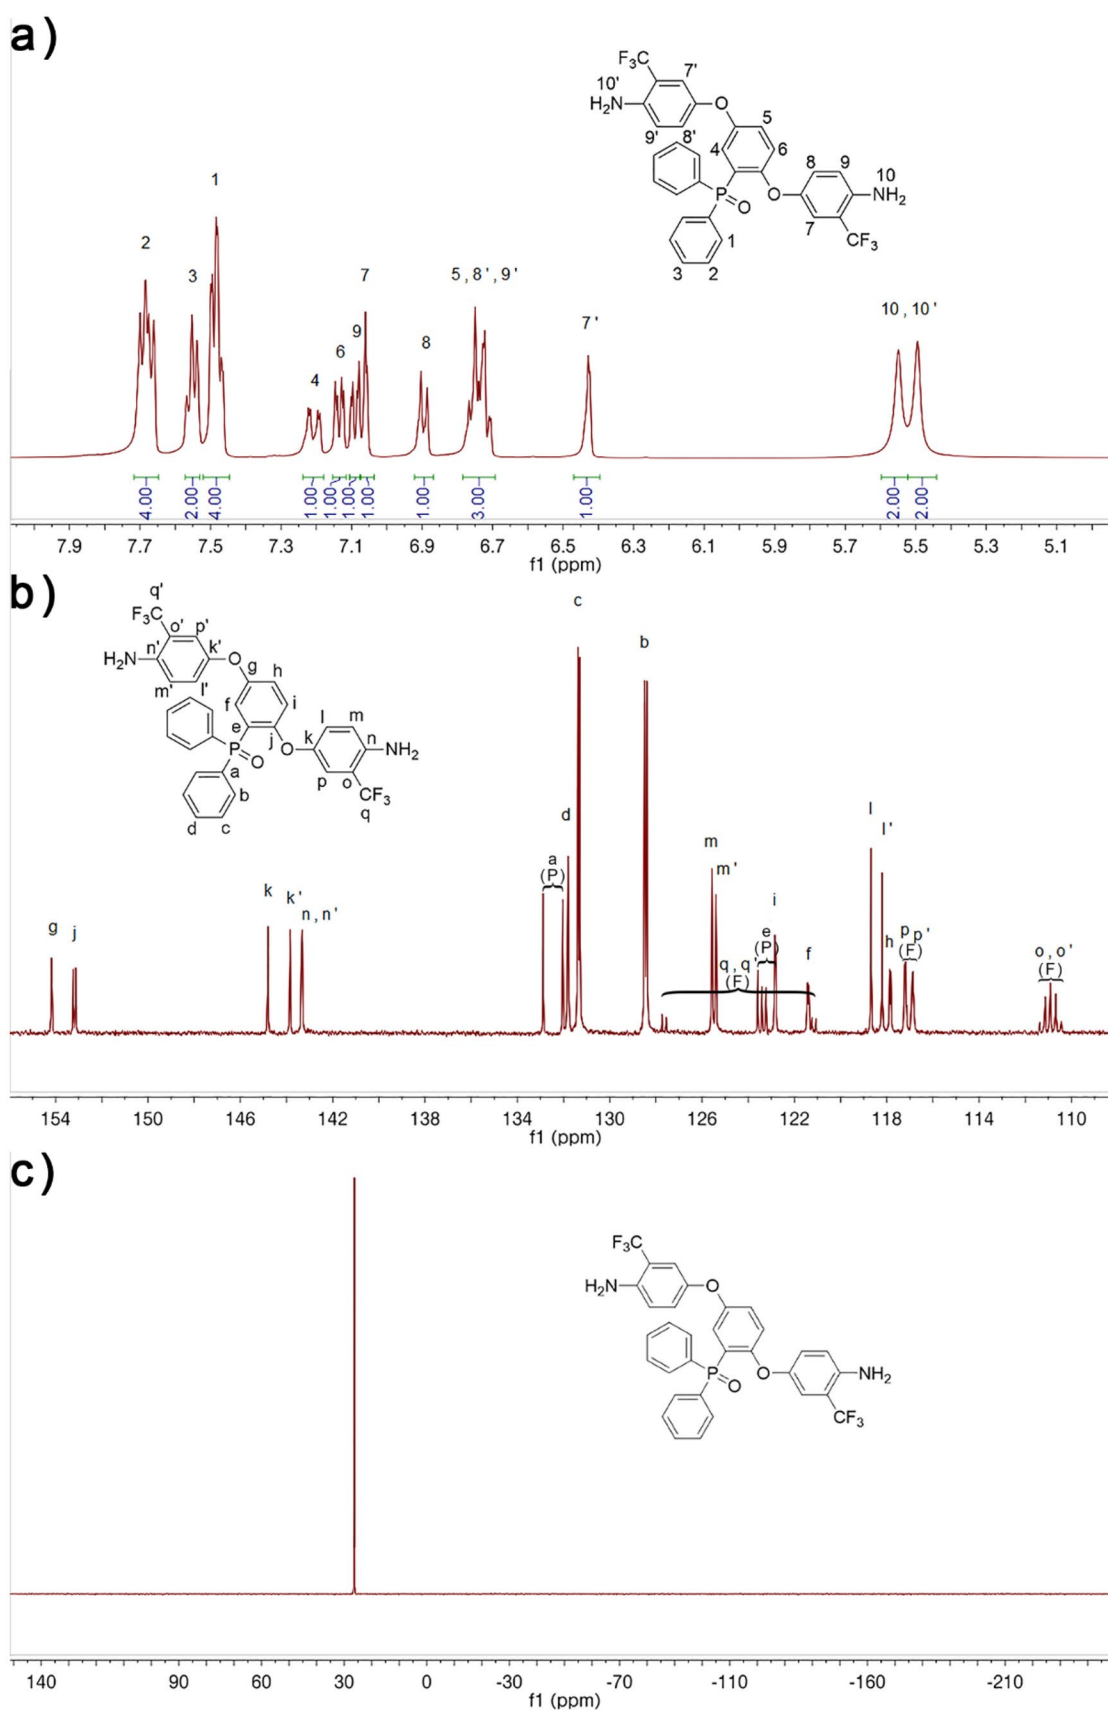 a)
F3C
7'
10'
H2N
O
5
9'
8'
4
6
8
9
10
NH2
P
O
O
7
CF3
1
3
2
1
2
3
7
5 , 8 ' , 9 '
10 , 10 '
7 '
9
6
8
4
4.00
2.00
4.00
1.00
1.00
1.00
1.00
1.00
3.00
1.00
2.00
2.00
7.9 7.7 7.5 7.3 7.1 6.9 6.7 6.5 6.3 6.1 5.9 5.7 5.5 5.3 5.1
f1 (ppm)
b)
q'
F3C
o'
p'
n'
k'
H2N
O
m'
l'
g
h
f
i
l
m
e
j
k
n
NH2
P
O
O
a
p
o
b
CF3
q
d
c
c
b
d
l
l '
m
m '
a
(P)
k
k '
n , n '
i
e
(P)
q , q '
(F)
f
h
p p '
(F)
o , o '
(F)
g
j
154 150 146 142 138 134 130 126 122 118 114 110
f1 (ppm)
c)
F3C
H2N
O
P
O
O
NH2
CF3
140 90 60 30 0 -30 -70 -110 -160 -210
f1 (ppm)